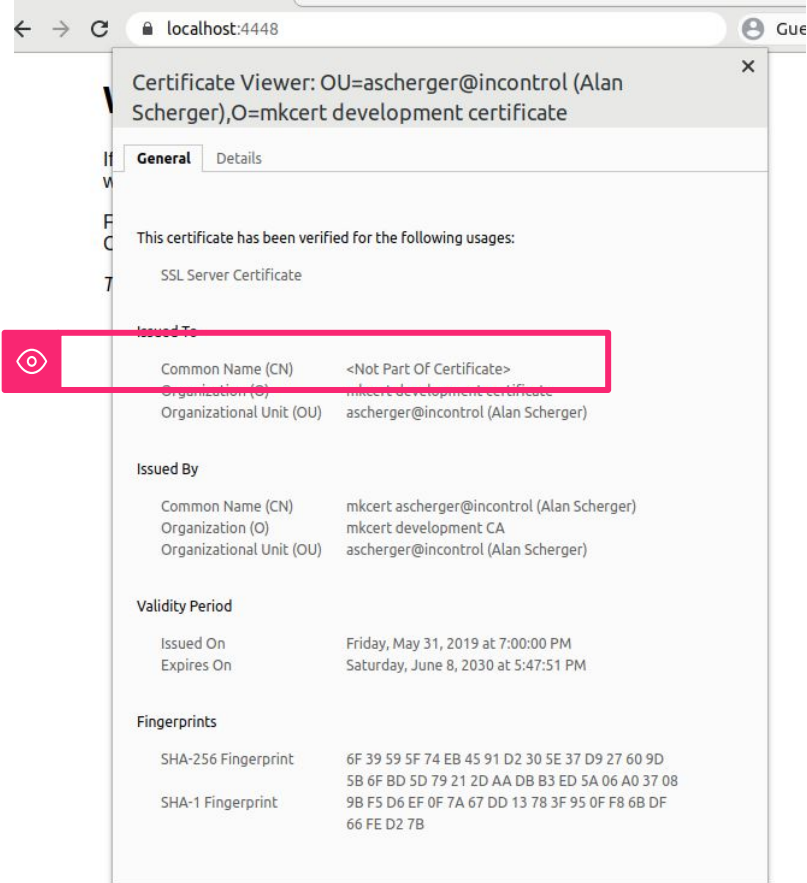 localhost:4448
Gue
Certificate Viewer: OU=ascherger@incontrol (Alan
Scherger),O=mkcert development certificate
General Details
This certificate has been verified for the following usages:
SSL Server Certificate
Issued To
Common Name (CN) <Not Part Of Certificate>
Organization (O) mkcert development certificate
Organizational Unit (OU) ascherger@incontrol (Alan Scherger)
Issued By
Common Name (CN) mkcert ascherger@incontrol (Alan Scherger)
Organization (O) mkcert development CA
Organizational Unit (OU) ascherger@incontrol (Alan Scherger)
Validity Period
Issued On Friday, May 31, 2019 at 7:00:00 PM
Expires On Saturday, June 8, 2030 at 5:47:51 PM
Fingerprints
SHA-256 Fingerprint 6F 39 59 5F 74 EB 45 91 D2 30 5E 37 D9 27 60 9D
5B 6F BD 5D 79 21 2D AA DB B3 ED 5A 06 A0 37 08
SHA-1 Fingerprint 9B F5 D6 EF 0F 7A 67 DD 13 78 3F 95 0F F8 6B DF
66 FE D2 7B